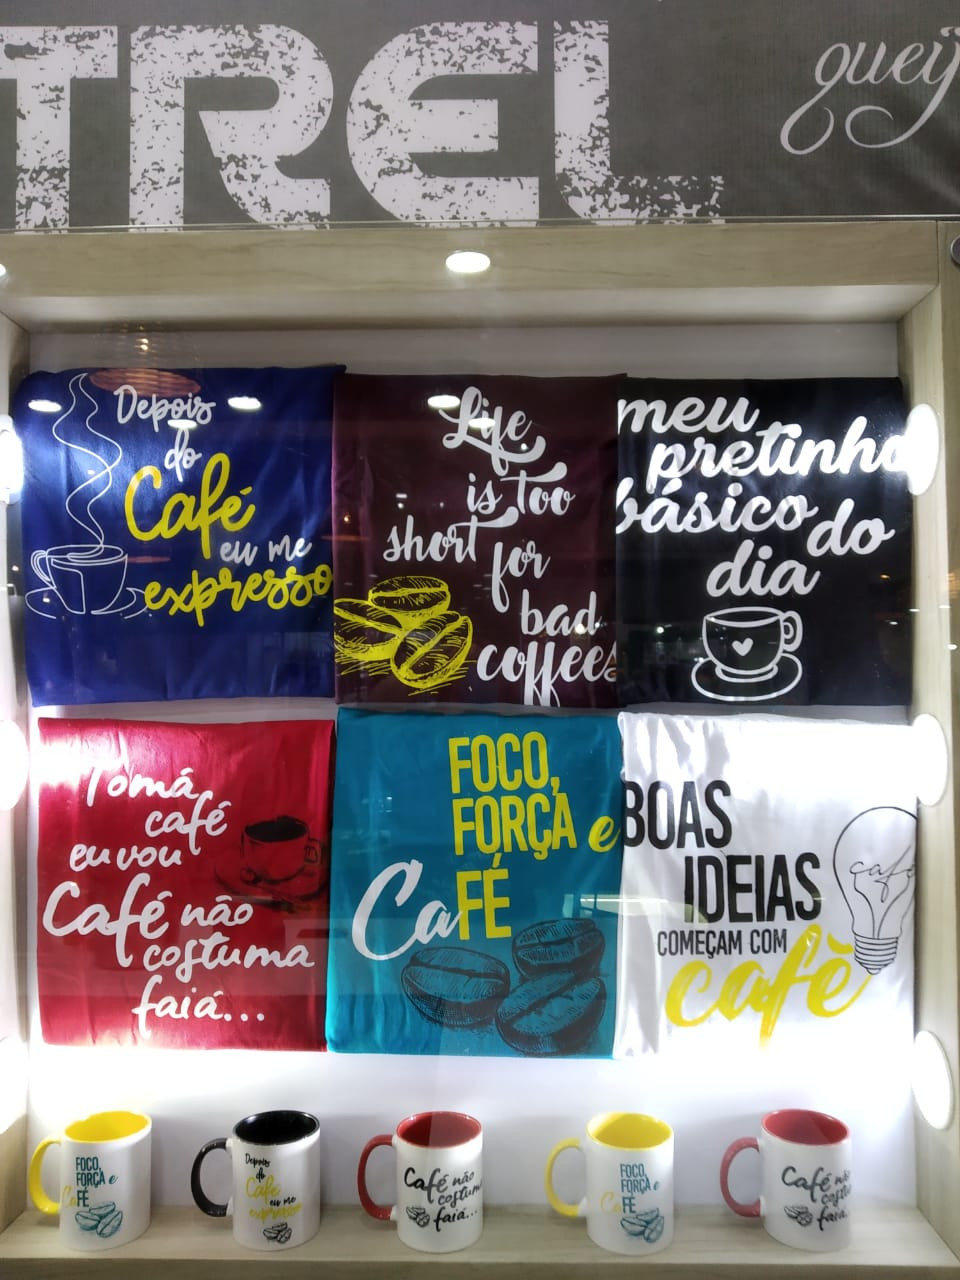 TREL
Depois
do
Café
eu me
expresso
Life
is too
short
for
bad
coffees
meu
pretinho
básico do
dia
Tomá
café
eu vou
Café não
costuma
faiá...
FOCO,
FORÇA e
CaFÉ
BOAS
IDEIAS
COMEÇAM COM
cafè
café
FOCO,
FORÇA e
CaFÉ
Depois
do
Café
eu me
expresso
Café não
costuma
faiá...
FOCO,
FORÇA e
CaFÉ
Café não
costuma
faiá...